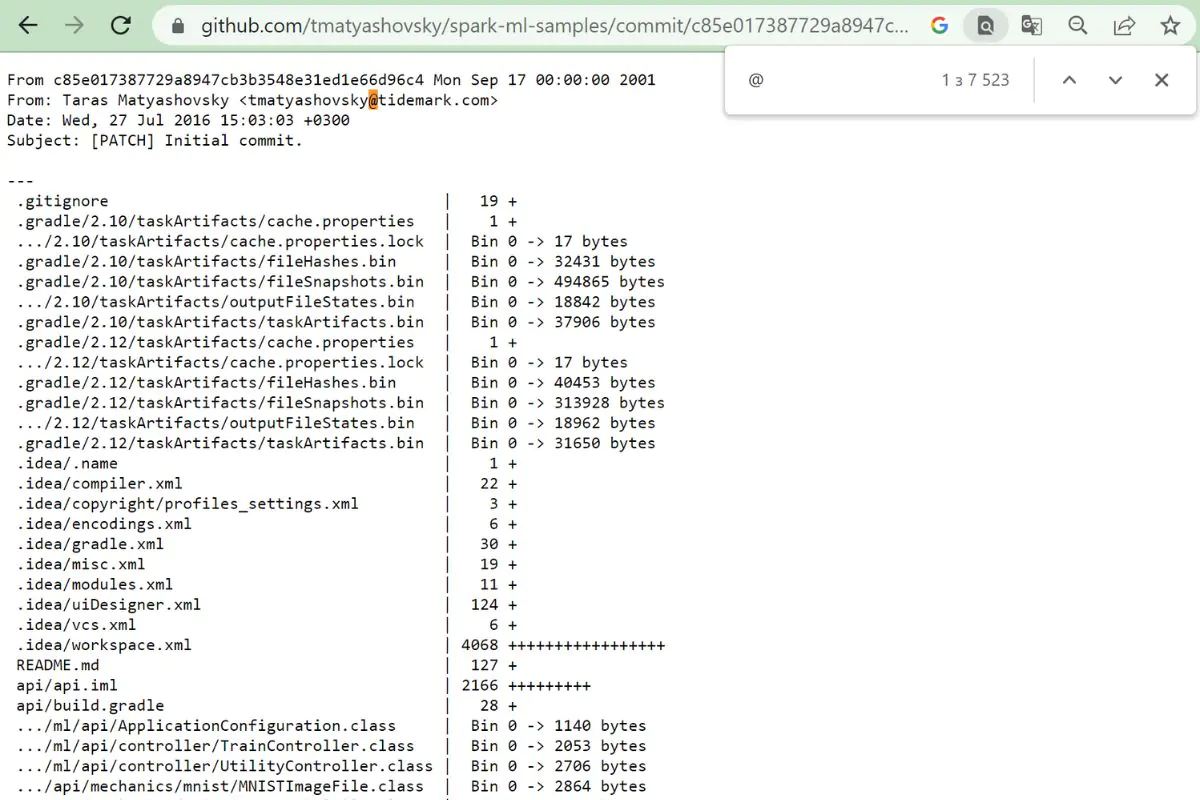 github.com/tmatyashovsky/spark-ml-samples/commit/c85e017387729a8947c...
@ 1 з 7 523
From c85e017387729a8947cb3b3548e31ed1e66d96c4 Mon Sep 17 00:00:00 2001
From: Taras Matyashovsky <tmatyashovsky@tidemark.com>
Date: Wed, 27 Jul 2016 15:03:03 +0300
Subject: [PATCH] Initial commit.
---
.gitignore | 19 +
.gradle/2.10/taskArtifacts/cache.properties | 1 +
.../2.10/taskArtifacts/cache.properties.lock | Bin 0 -> 17 bytes
.gradle/2.10/taskArtifacts/fileHashes.bin | Bin 0 -> 32431 bytes
.gradle/2.10/taskArtifacts/fileSnapshots.bin | Bin 0 -> 494865 bytes
.../2.10/taskArtifacts/outputFileStates.bin | Bin 0 -> 18842 bytes
.gradle/2.10/taskArtifacts/taskArtifacts.bin | Bin 0 -> 37906 bytes
.gradle/2.12/taskArtifacts/cache.properties | 1 +
.../2.12/taskArtifacts/cache.properties.lock | Bin 0 -> 17 bytes
.gradle/2.12/taskArtifacts/fileHashes.bin | Bin 0 -> 40453 bytes
.gradle/2.12/taskArtifacts/fileSnapshots.bin | Bin 0 -> 313928 bytes
.../2.12/taskArtifacts/outputFileStates.bin | Bin 0 -> 18962 bytes
.gradle/2.12/taskArtifacts/taskArtifacts.bin | Bin 0 -> 31650 bytes
.idea/.name | 1 +
.idea/compiler.xml | 22 +
.idea/copyright/profiles_settings.xml | 3 +
.idea/encodings.xml | 6 +
.idea/gradle.xml | 30 +
.idea/misc.xml | 19 +
.idea/modules.xml | 11 +
.idea/uiDesigner.xml | 124 +
.idea/vcs.xml | 6 +
.idea/workspace.xml | 4068 +++++++++++++++++
README.md | 127 +
api/api.iml | 2166 +++++++++
api/build.gradle | 28 +
.../ml/api/ApplicationConfiguration.class | Bin 0 -> 1140 bytes
.../ml/api/controller/TrainController.class | Bin 0 -> 2053 bytes
.../ml/api/controller/UtilityController.class | Bin 0 -> 2706 bytes
.../api/mechanics/mnist/MNISTImageFile.class | Bin 0 -> 2864 bytes